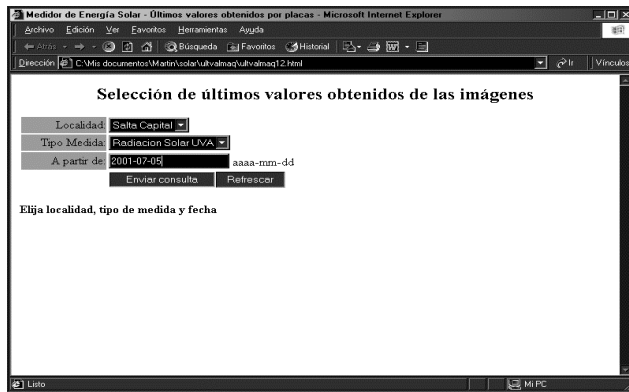 Medidor de Energía Solar - Últimos valores obtenidos por placas - Microsoft Internet Explorer
Archivo Edición Ver Favoritos Herramientas Ayuda
Atrás Búsqueda Favoritos Historial
Dirección C:\Mis documentos\Martin\solar\ultvalmaq\ultvalmaq12.html Ir Vínculos
Selección de últimos valores obtenidos de las imágenes
Localidad: Salta Capital
Tipo Medida: Radiacion Solar UVA
A partir de: 2001-07-05 aaaa-mm-dd
Enviar consulta Refrescar
Elija localidad, tipo de medida y fecha
Listo Mi PC